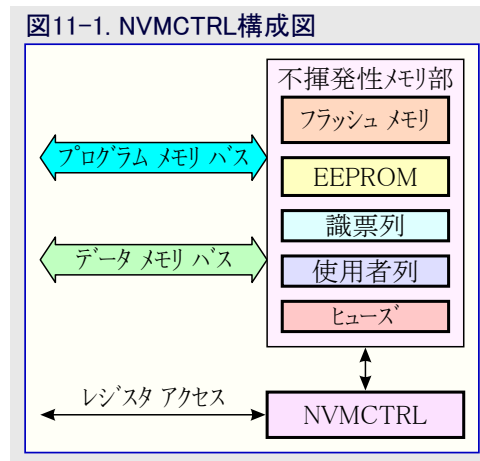 図11-1. NVMCTRL構成図
不揮発性ﾒﾓﾘ部
ﾌﾗｯｼｭ ﾒﾓﾘ
ﾌﾟﾛｸﾞﾗﾑ ﾒﾓﾘ ﾊﾞｽ
EEPROM
識票列
ﾃﾞｰﾀ ﾒﾓﾘ ﾊﾞｽ
使用者列
ﾋｭｰｽﾞ
ﾚｼﾞｽﾀ ｱｸｾｽ
NVMCTRL